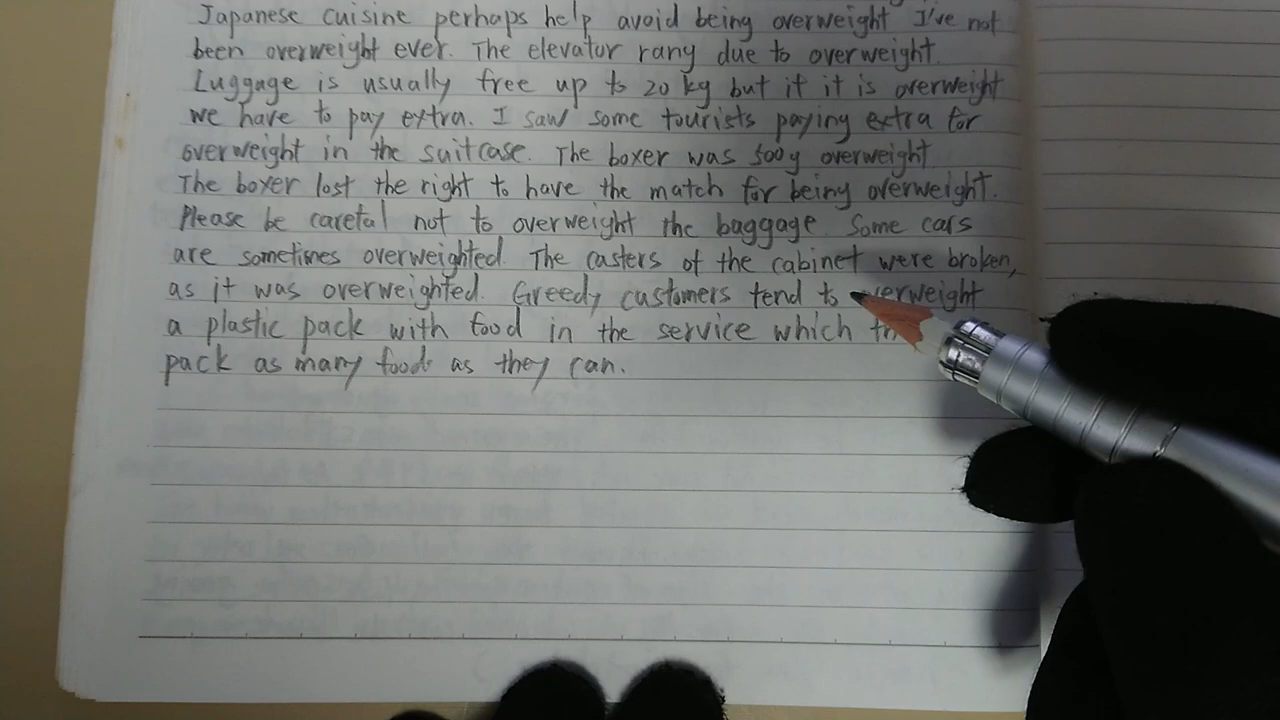 Japanese cuisine perhaps help avoid being overweight I've not
been overweight ever. The elevator rang due to overweight.
Luggage is usually free up to 20 kg but if it is overweight
we have to pay extra. I saw some tourists paying extra for
overweight in the suitcase. The boxer was 500g overweight
The boxer lost the right to have the match for being overweight.
Please be careful not to overweight the baggage. Some cars
are sometimes overweighted. The casters of the cabinet were broken,
as it was overweighted. Greedy customers tend to overweight
a plastic pack with food in the service which
pack as many foods as they can.